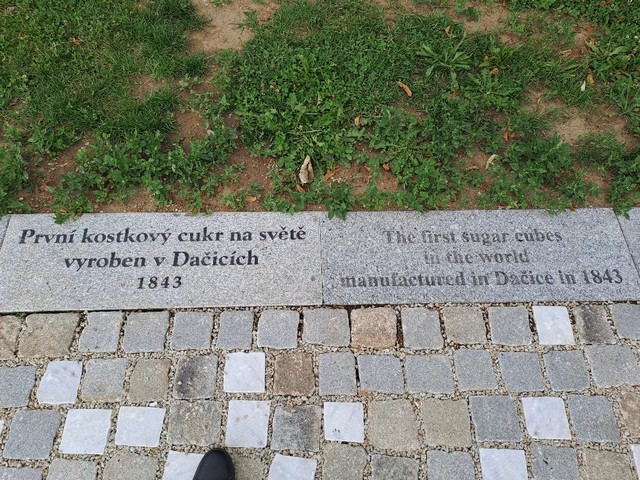 První kostkový cukr na světě
vyroben v Dačicích
1843
The first sugar cubes
in the world
manufactured in Dačice in 1843